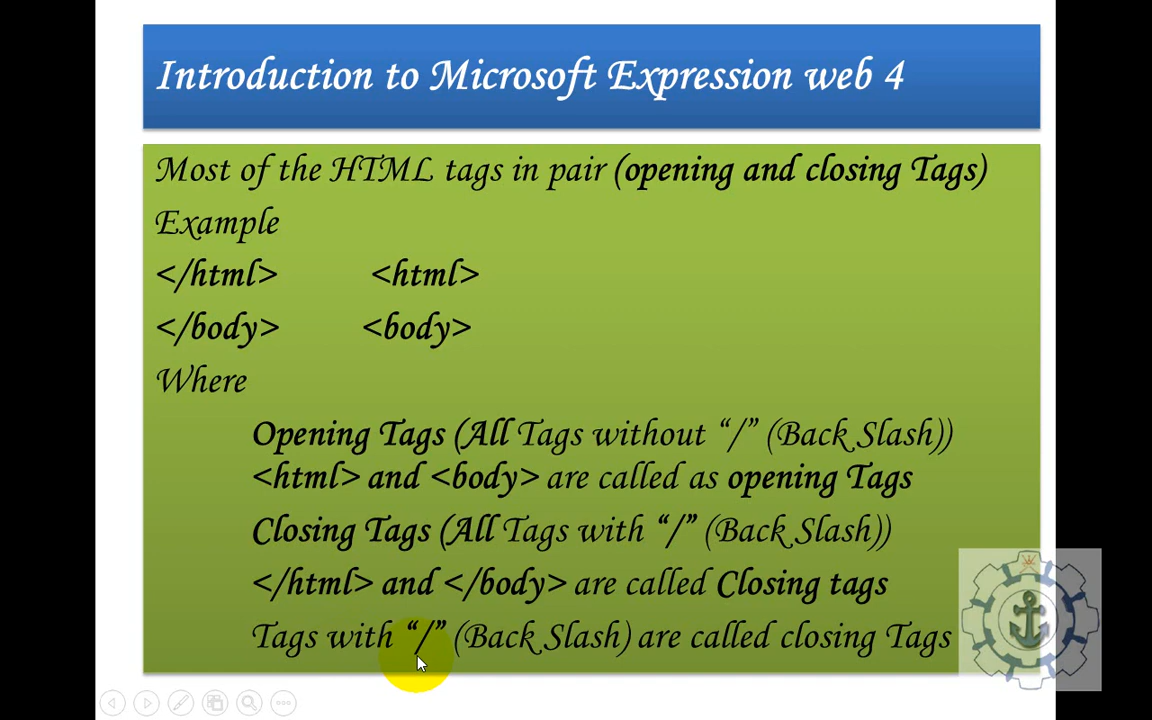 Introduction to Microsoft Expression web 4
Most of the HTML tags in pair (opening and closing Tags)
Example
</html> <html>
</body> <body>
Where
Opening Tags (All Tags without “/” (Back Slash))
<html> and <body> are called as opening Tags
Closing Tags (All Tags with “/” (Back Slash))
</html> and </body> are called Closing tags
Tags with “/” (Back Slash) are called closing Tags